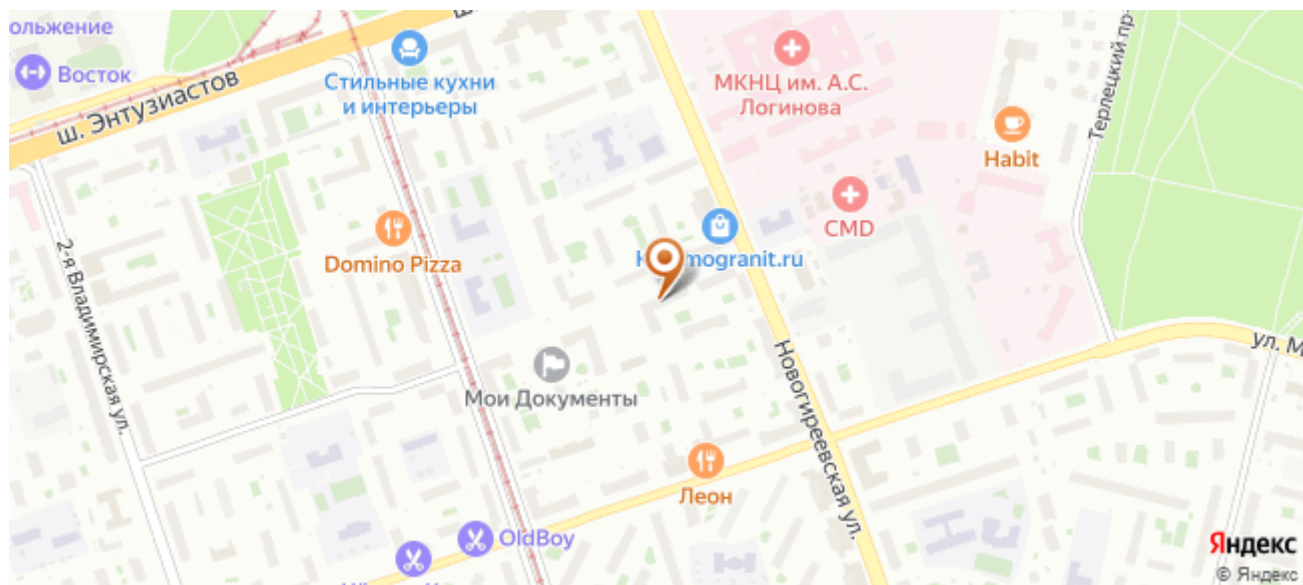 ольжение
Восток
ш. Энтузиастов
ш.
Стильные кухни
и интерьеры
МКНЦ им. А.С.
Логинова
Терлецкий пр-
Habit
CMD
2-я Владимирская ул.
Domino Pizza
mogranit.ru
Новогиреевская ул.
ул. М
Мои Документы
Леон
OldBoy
Яндекс
© Яндекс